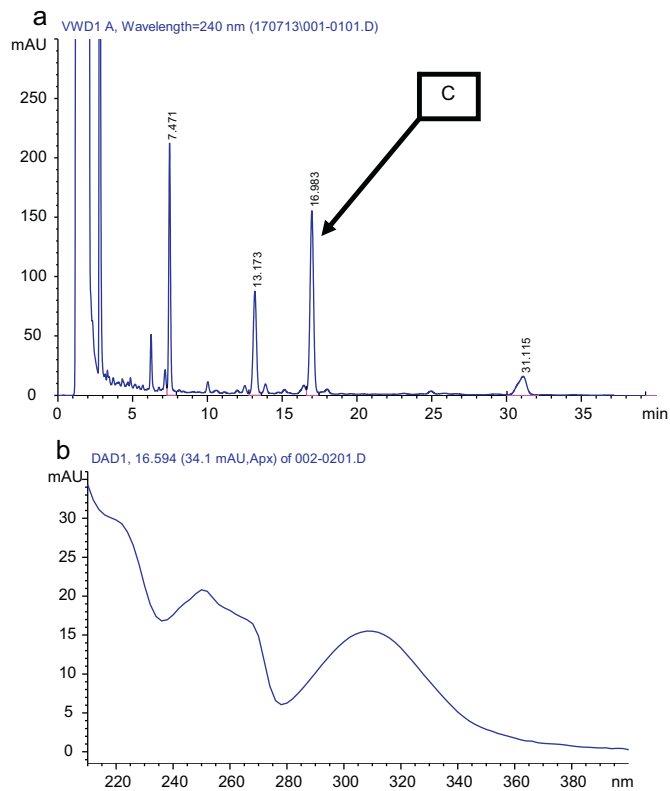 a
VWD1 A, Wavelength=240 nm (170713\001-0101.D)
mAU
C
250
200
150
100
50
0
7.471
13.173
16.983
31.115
0 5 10 15 20 25 30 35 min
b
DAD1, 16.594 (34.1 mAU,Apx) of 002-0201.D
mAU
30
25
20
15
10
5
0
220 240 260 280 300 320 340 360 380 nm